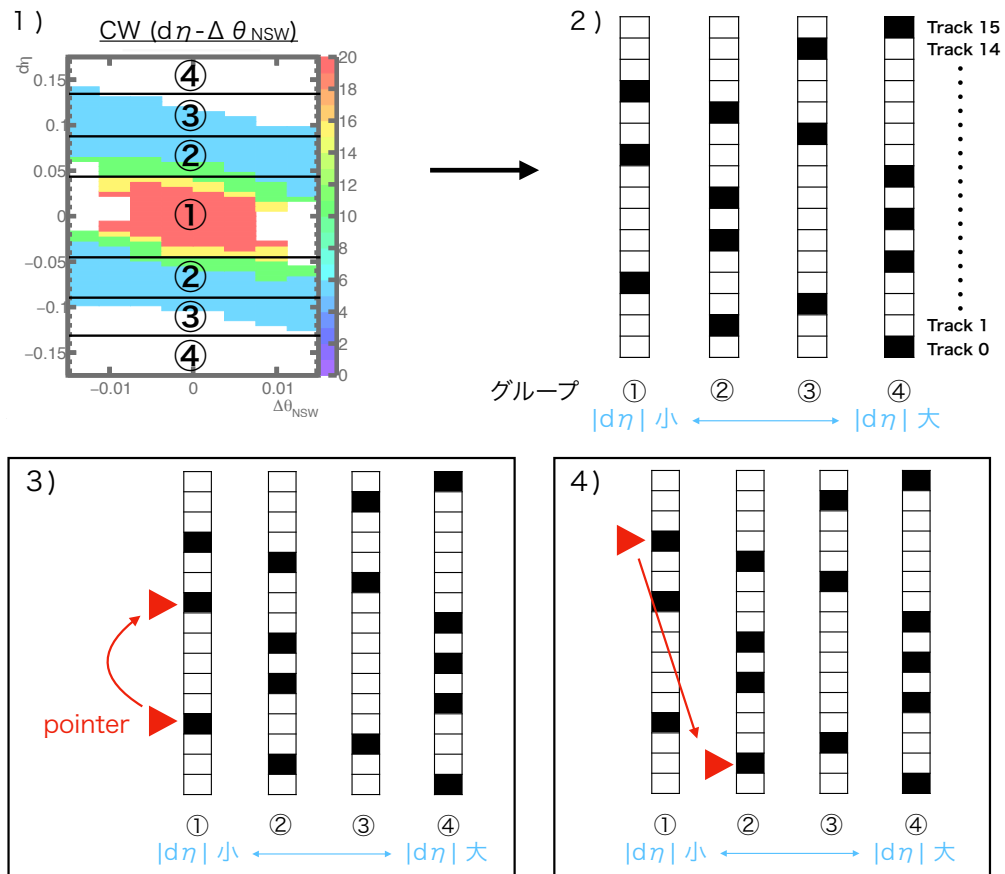 1)
CW (dη-Δ θNSW)
dη
0.15
0.1
0.05
0
−0.05
−0.1
−0.15
④
③
②
①
②
③
④
−0.01
0
0.01
ΔθNSW
20
18
16
14
12
10
8
6
4
2
0
2)
Track 15
Track 14
Track 1
Track 0
グループ
① ② ③ ④
|dη| 小 |dη| 大
3)
pointer
① ② ③ ④
|dη| 小 |dη| 大
4)
① ② ③ ④
|dη| 小 |dη| 大